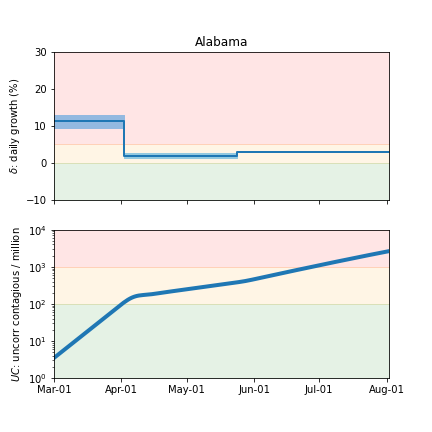 Alabama
30
20
10
0
−10
δ: daily growth (%)
10⁴
10³
10²
10¹
10⁰
UC: uncorr contagious / million
Mar-01 Apr-01 May-01 Jun-01 Jul-01 Aug-01